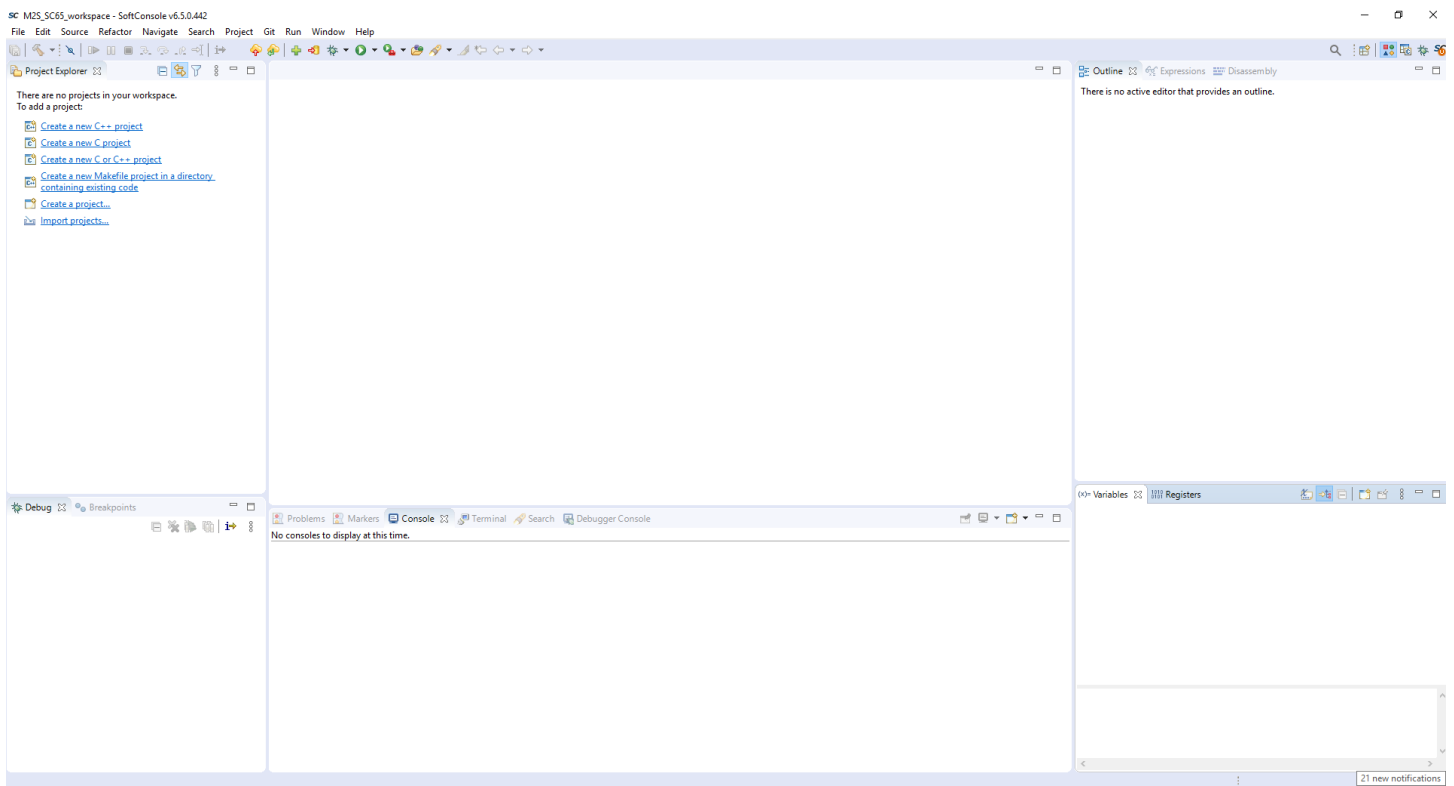 SC M2S_SC65_workspace - SoftConsole v6.5.0.442
File Edit Source Refactor Navigate Search Project Git Run Window Help
Project Explorer
There are no projects in your workspace.
To add a project:
Create a new C++ project
Create a new C project
Create a new C or C++ project
Create a new Makefile project in a directory
containing existing code
Create a project...
Import projects...
Outline Expressions Disassembly
There is no active editor that provides an outline.
Debug Breakpoints
Problems Markers Console Terminal Search Debugger Console
No consoles to display at this time.
(x)= Variables Registers
21 new notifications